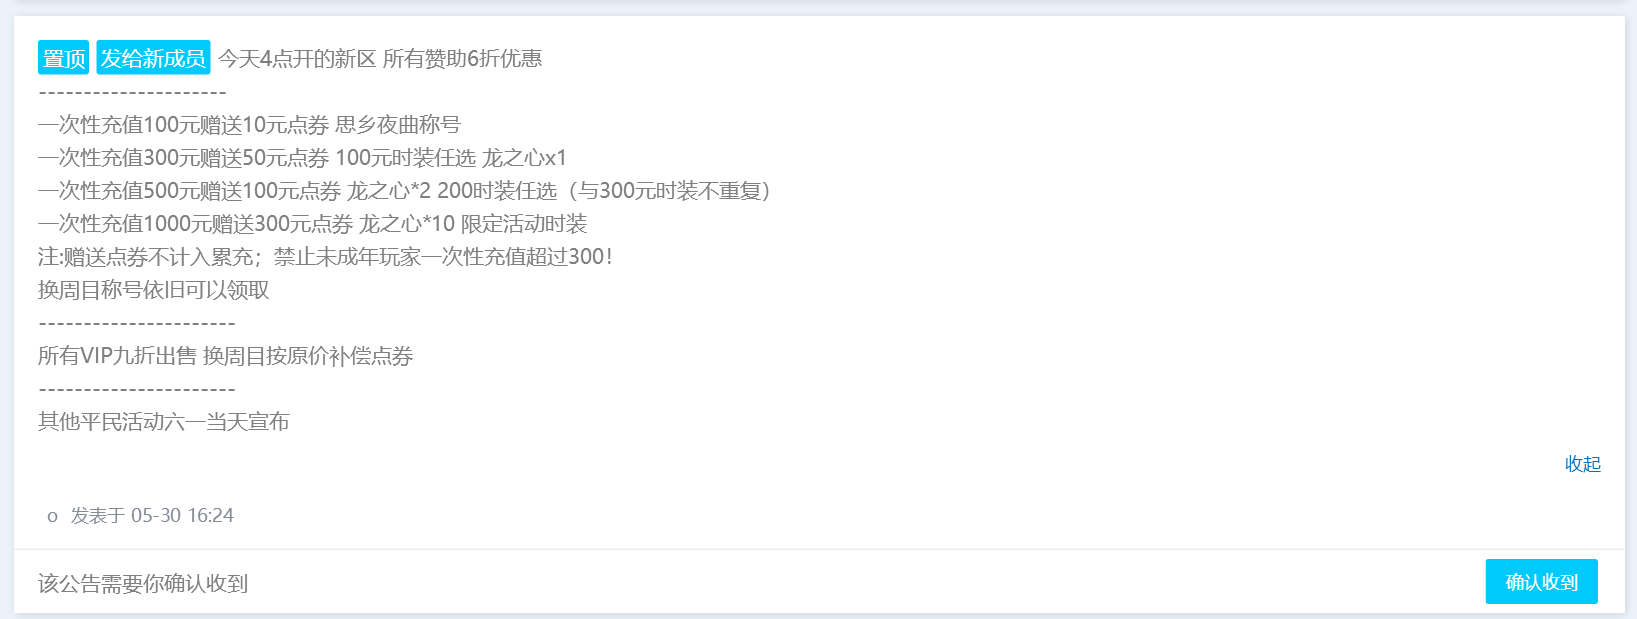 置顶 发给新成员 今天4点开的新区 所有赞助6折优惠
---------------------
一次性充值100元赠送10元点券 思乡夜曲称号
一次性充值300元赠送50元点券 100元时装任选 龙之心x1
一次性充值500元赠送100元点券 龙之心*2 200时装任选（与300元时装不重复）
一次性充值1000元赠送300元点券 龙之心*10 限定活动时装
注:赠送点券不计入累充；禁止未成年玩家一次性充值超过300！
换周目称号依旧可以领取
----------------------
所有VIP九折出售 换周目按原价补偿点券
----------------------
其他平民活动六一当天宣布
收起
o 发表于 05-30 16:24
该公告需要你确认收到
确认收到